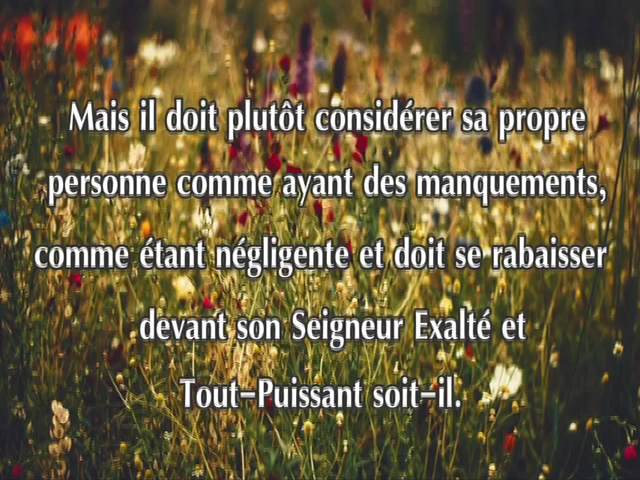 Mais il doit plutôt considérer sa propre
personne comme ayant des manquements,
comme étant négligente et doit se rabaisser
devant son Seigneur Exalté et
Tout-Puissant soit-il.